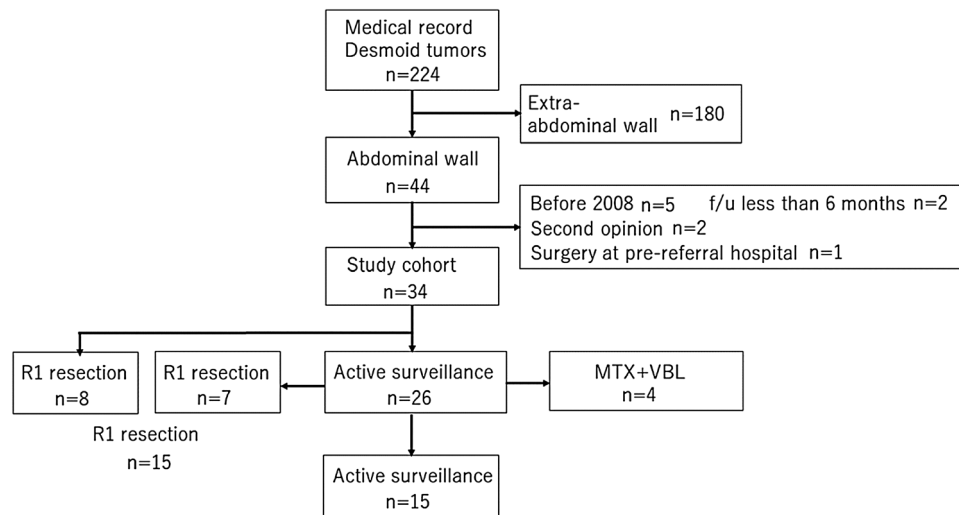 Medical record
Desmoid tumors
n=224
Extra-
abdominal wall n=180
Abdominal wall
n=44
Before 2008 n=5 f/u less than 6 months n=2
Second opinion n=2
Surgery at pre-referral hospital n=1
Study cohort
n=34
R1 resection
n=8
R1 resection
n=7
Active surveillance
n=26
MTX+VBL
n=4
R1 resection
n=15
Active surveillance
n=15